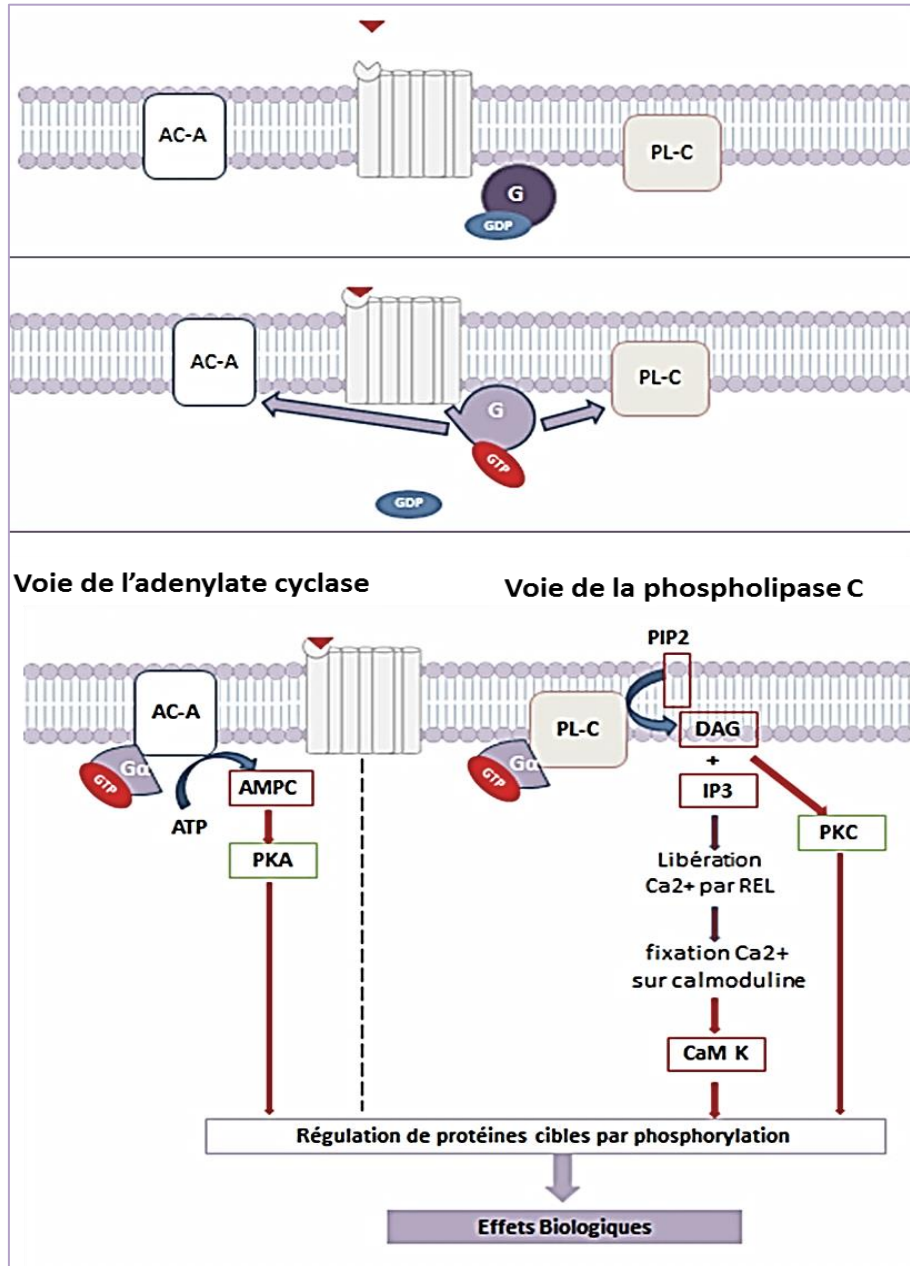 AC-A
PL-C
G
GDP
AC-A
PL-C
G
GTP
GDP
Voie de l’adenylate cyclase
Voie de la phospholipase C
PIP2
AC-A
PL-C
DAG
Gα
GTP
Gα
GTP
+
AMPC
IP3
ATP
PKC
PKA
Libération
Ca2+ par REL
fixation Ca2+
sur calmoduline
CaM K
Régulation de protéines cibles par phosphorylation
Effets Biologiques